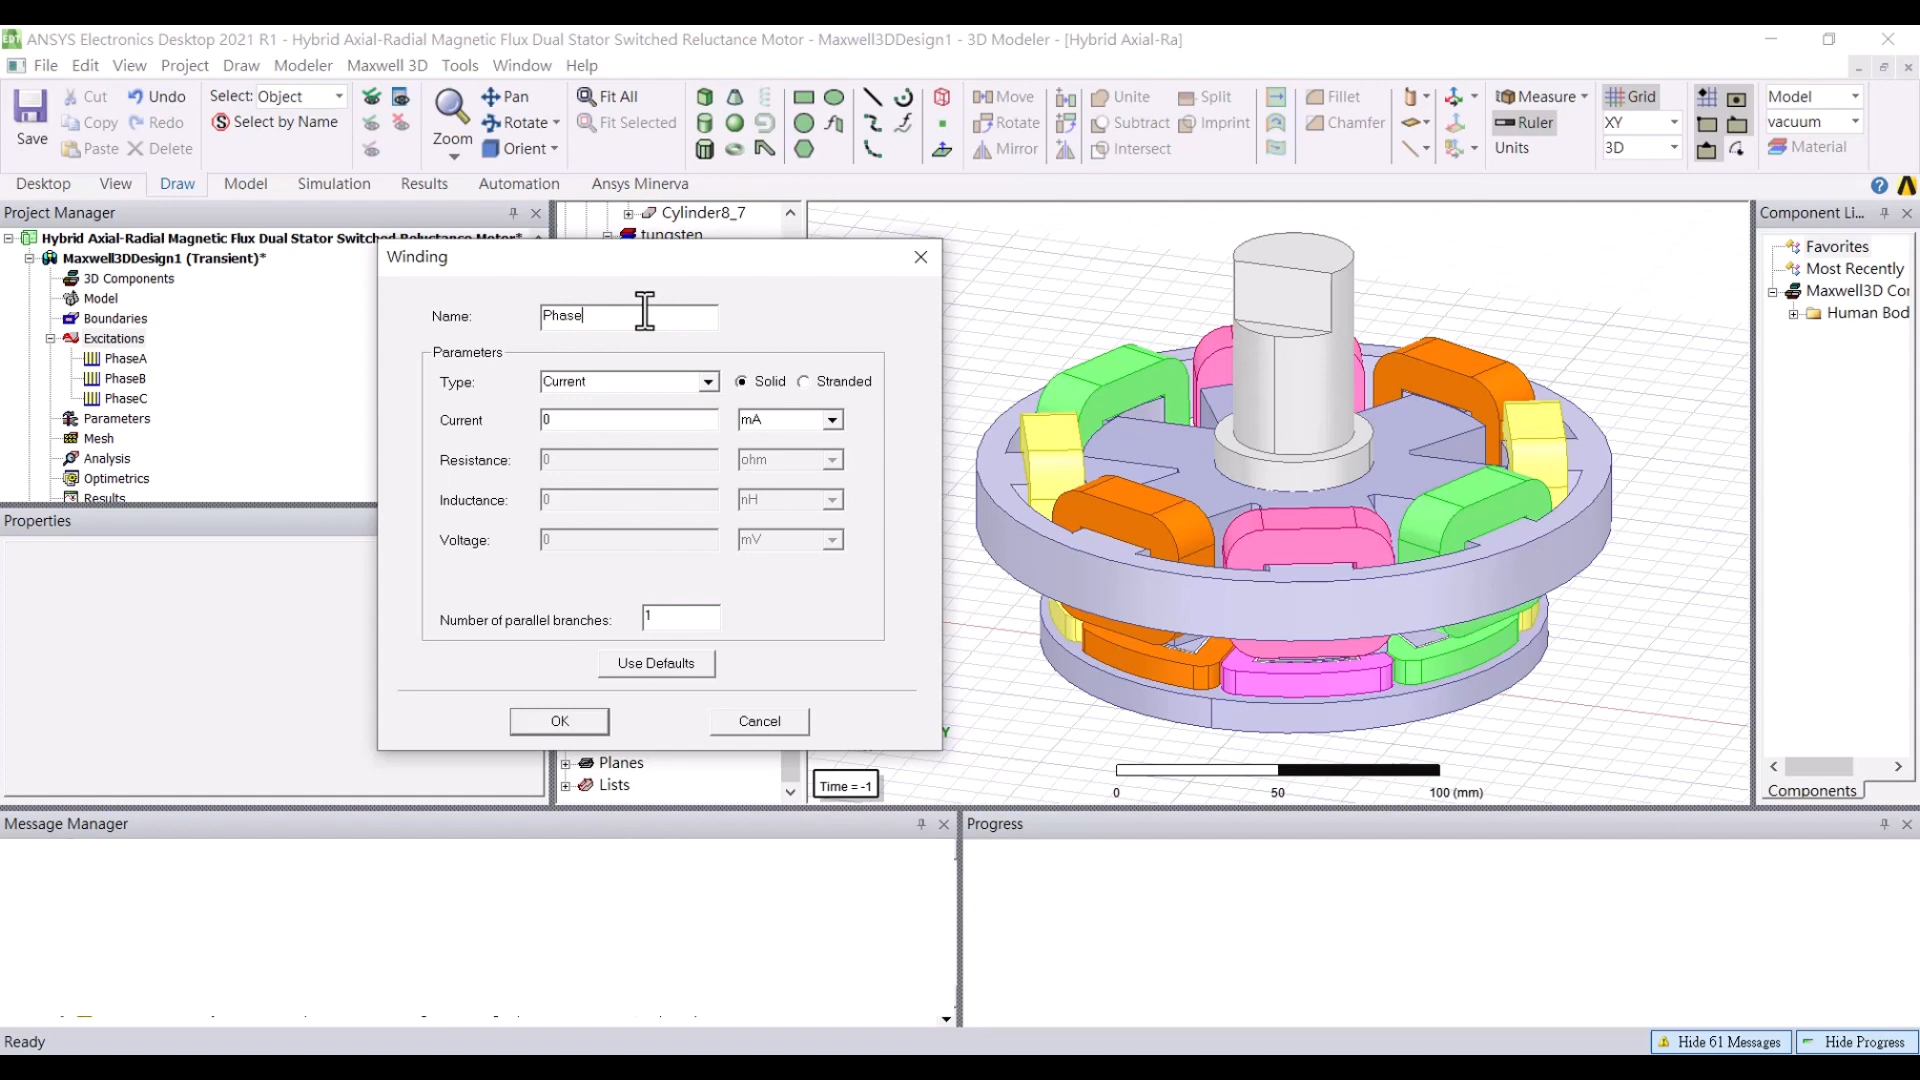 ANSYS Electronics Desktop 2021 R1 - Hybrid Axial-Radial Magnetic Flux Dual Stator Switched Reluctance Motor - Maxwell3DDesign1 - 3D Modeler - [Hybrid Axial-Ra]
File Edit View Project Draw Modeler Maxwell 3D Tools Window Help
Save
Cut Undo
Copy Redo
Paste Delete
Select: Object
Select by Name
Zoom
Pan
Rotate
Orient
Fit All
Fit Selected
Move
Rotate
Mirror
Unite Split
Subtract Imprint
Intersect
Fillet
Chamfer
Measure
Ruler
Units
Grid
XY
3D
Model
vacuum
Material
Desktop View Draw Model Simulation Results Automation Ansys Minerva
Project Manager
Hybrid Axial-Radial Magnetic Flux Dual Stator Switched Reluctance Motor*
Maxwell3DDesign1 (Transient)*
3D Components
Model
Boundaries
Excitations
PhaseA
PhaseB
PhaseC
Parameters
Mesh
Analysis
Optimetrics
Results
Properties
Cylinder8_7
tungsten
Planes
Lists
Winding
Name: Phase
Parameters
Type: Current Solid Stranded
Current 0 mA
Resistance: 0 ohm
Inductance: 0 nH
Voltage: 0 mV
Number of parallel branches: 1
Use Defaults
OK Cancel
Y
Time = -1
0 50 100 (mm)
Component Li...
Favorites
Most Recently
Maxwell3D Cor
Human Bod
Components
Message Manager
Progress
Ready
Hide 61 Messages Hide Progress